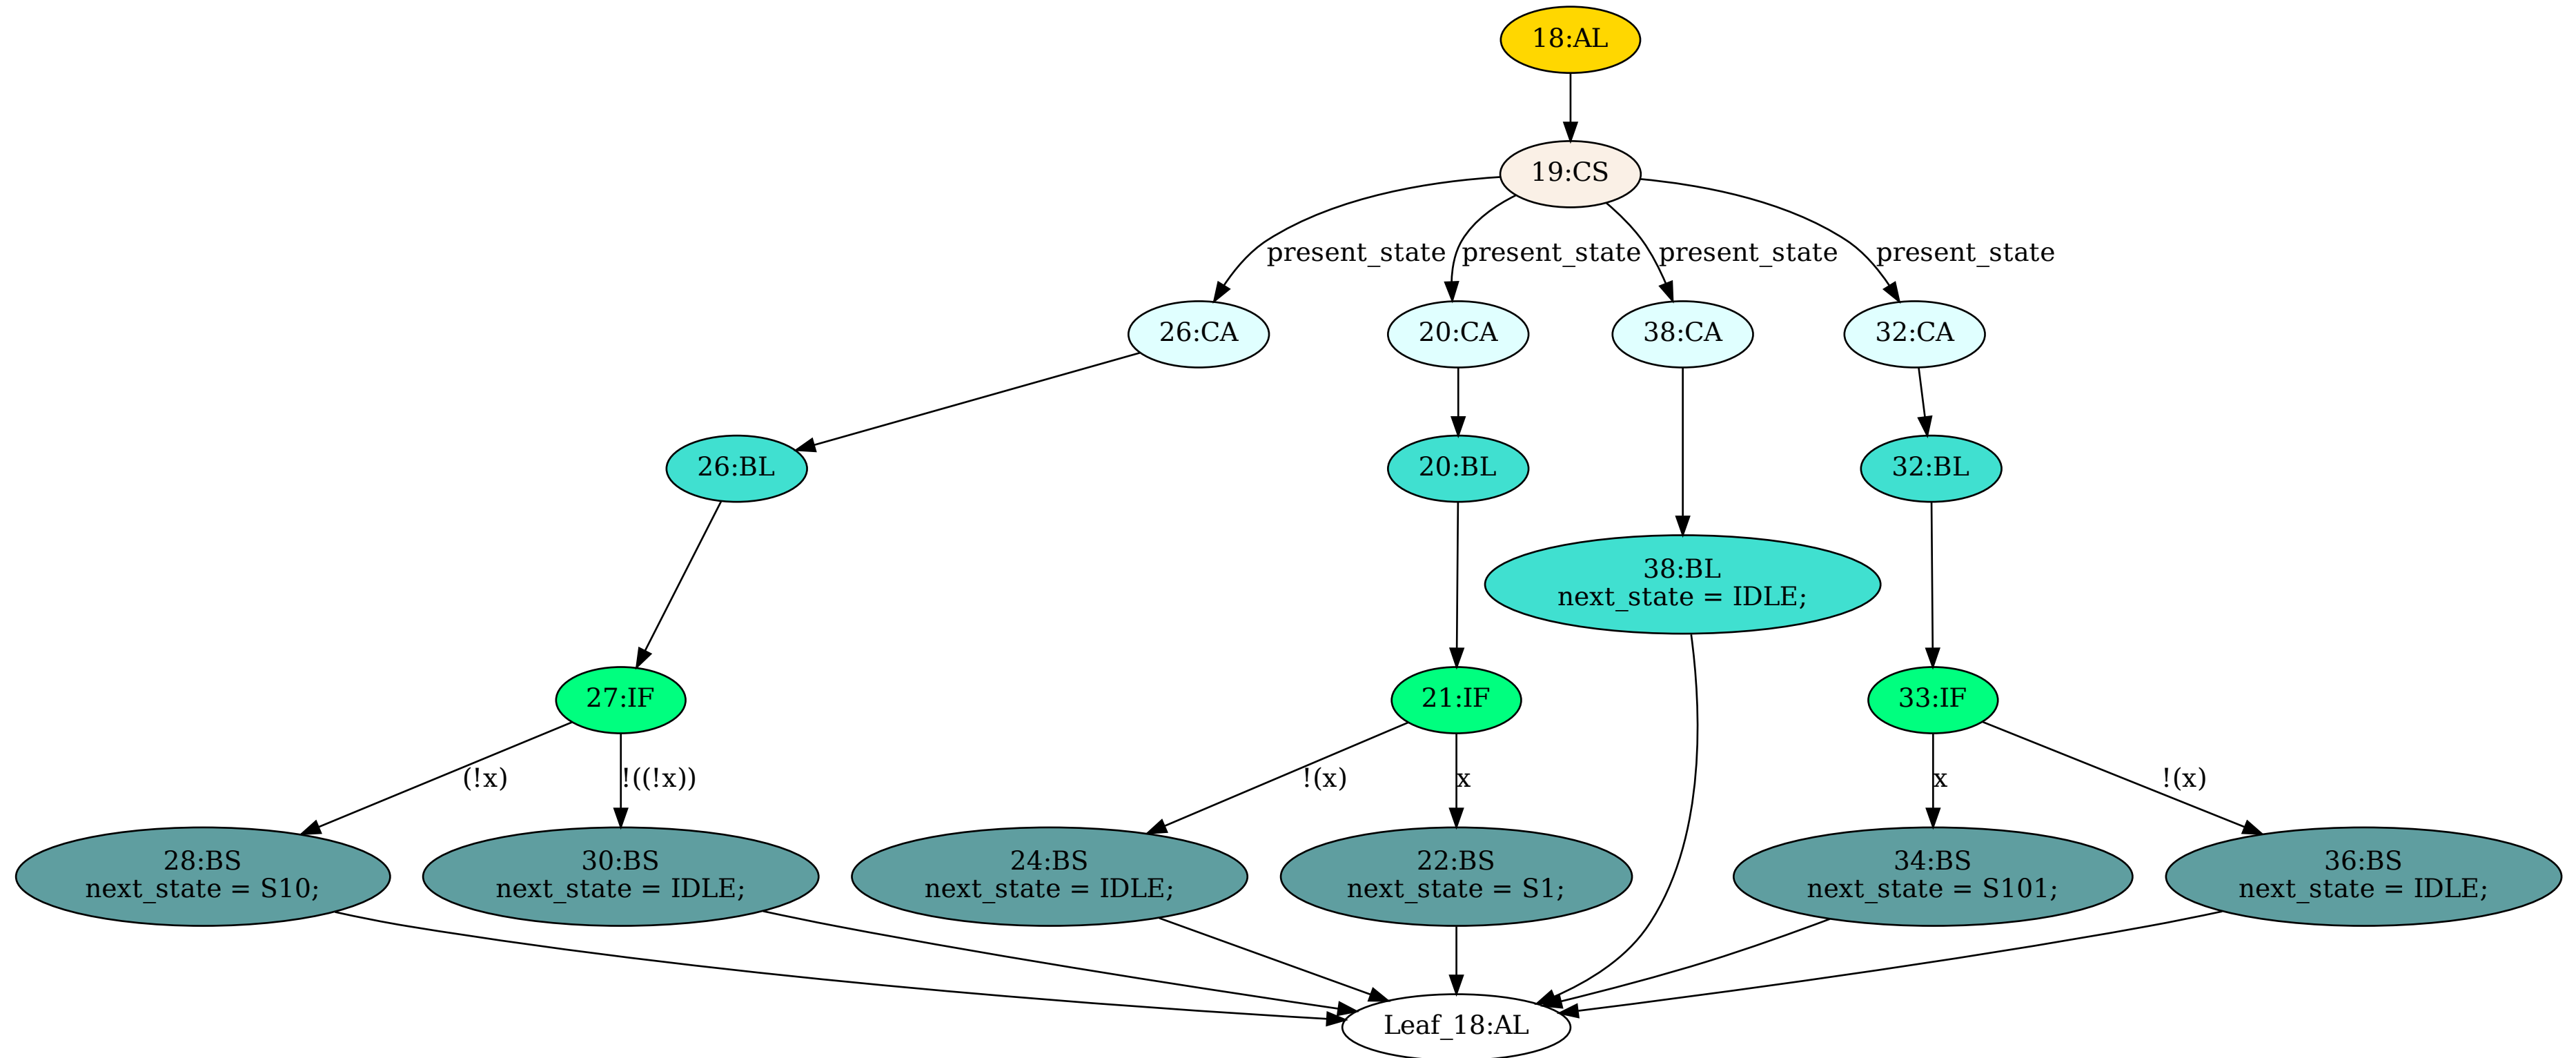 18:AL
19:CS
present_state
present_state
present_state
present_state
26:CA
20:CA
38:CA
32:CA
26:BL
20:BL
32:BL
38:BL
next_state = IDLE;
27:IF
21:IF
33:IF
(!x)
!((!x))
!(x)
x
x
!(x)
28:BS
next_state = S10;
30:BS
next_state = IDLE;
24:BS
next_state = IDLE;
22:BS
next_state = S1;
34:BS
next_state = S101;
36:BS
next_state = IDLE;
Leaf_18:AL